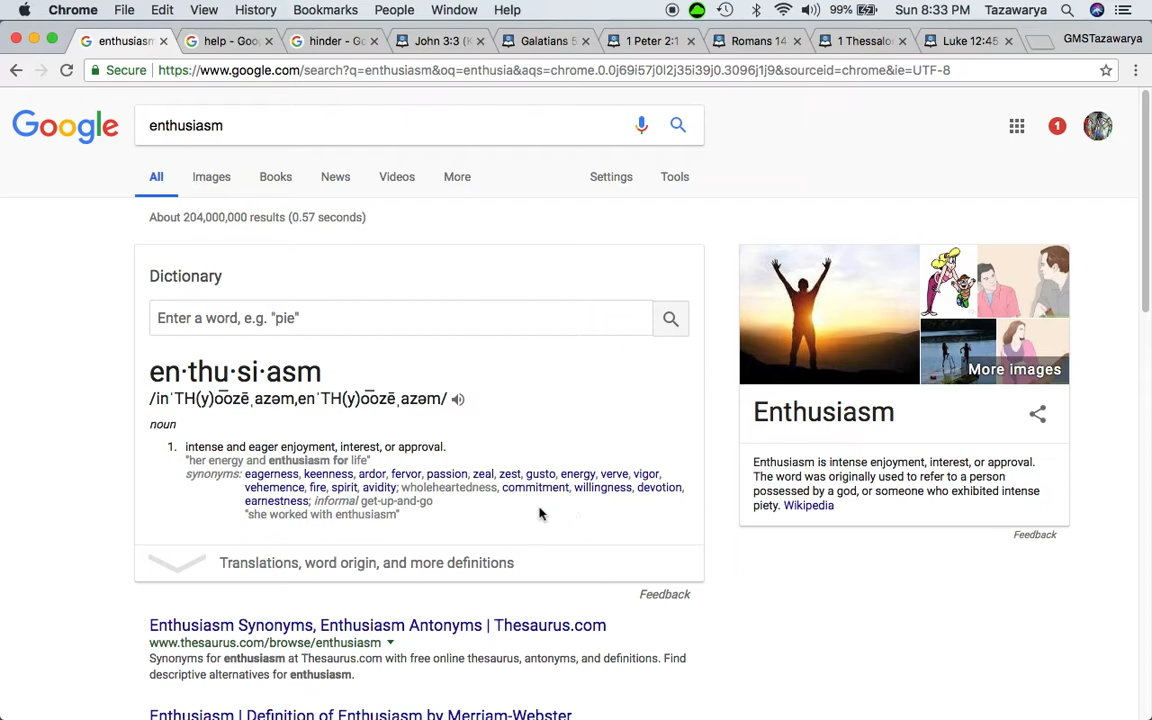 Chrome File Edit View History Bookmarks People Window Help 99% Sun 8:33 PM Tazawarya
enthusiasm help - Goo hinder - Go John 3:3 (K Galatians 5 1 Peter 2:1 Romans 14 1 Thessalor Luke 12:45 GMSTazawarya
Secure https://www.google.com/search?q=enthusiasm&oq=enthusia&aqs=chrome.0.0j69i57j0l2j35i39j0.3096j1j9&sourceid=chrome&ie=UTF-8
Google enthusiasm 1
All Images Books News Videos More Settings Tools
About 204,000,000 results (0.57 seconds)
Dictionary
Enter a word, e.g. "pie"
en·thu·si·asm
/inˈTH(y)o͞ozēˌazəm,enˈTH(y)o͞ozēˌazəm/
noun
1. intense and eager enjoyment, interest, or approval.
"her energy and enthusiasm for life"
synonyms: eagerness, keenness, ardor, fervor, passion, zeal, zest, gusto, energy, verve, vigor,
vehemence, fire, spirit, avidity; wholeheartedness, commitment, willingness, devotion,
earnestness; informal get-up-and-go
"she worked with enthusiasm"
Translations, word origin, and more definitions
Feedback
Enthusiasm Synonyms, Enthusiasm Antonyms | Thesaurus.com
www.thesaurus.com/browse/enthusiasm
Synonyms for enthusiasm at Thesaurus.com with free online thesaurus, antonyms, and definitions. Find
descriptive alternatives for enthusiasm.
Enthusiasm | Definition of Enthusiasm by Merriam-Webster
More images
Enthusiasm
Enthusiasm is intense enjoyment, interest, or approval.
The word was originally used to refer to a person
possessed by a god, or someone who exhibited intense
piety. Wikipedia
Feedback